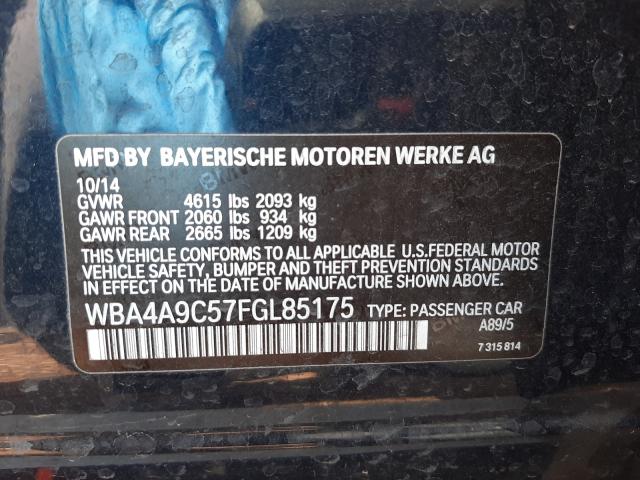 MFD BY BAYERISCHE MOTOREN WERKE AG
10/14
GVWR 4615 lbs 2093 kg
GAWR FRONT 2060 lbs 934 kg
GAWR REAR 2665 lbs 1209 kg
THIS VEHICLE CONFORMS TO ALL APPLICABLE U.S.FEDERAL MOTOR
VEHICLE SAFETY, BUMPER AND THEFT PREVENTION STANDARDS
IN EFFECT ON THE DATE OF MANUFACTURE SHOWN ABOVE.
WBA4A9C57FGL85175 TYPE: PASSENGER CAR
A89/5
7 315 814